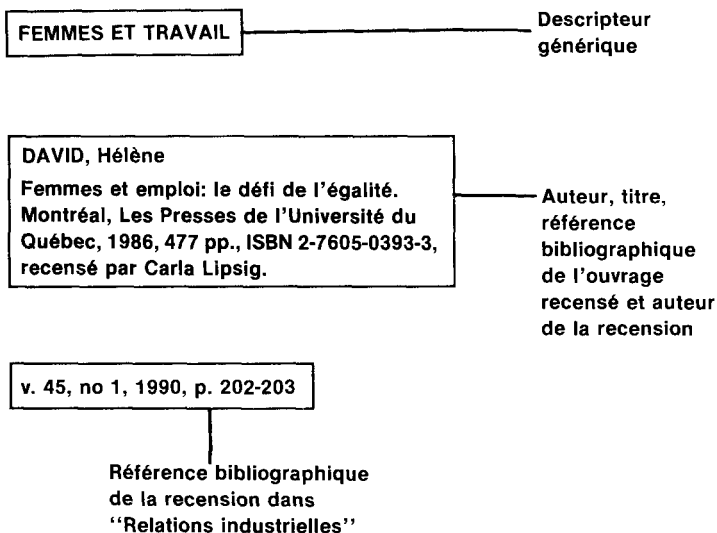 FEMMES ET TRAVAIL
Descripteur
générique
DAVID, Hélène
Femmes et emploi: le défi de l'égalité.
Montréal, Les Presses de l'Université du
Québec, 1986, 477 pp., ISBN 2-7605-0393-3,
recensé par Carla Lipsig.
Auteur, titre,
référence
bibliographique
de l'ouvrage
recensé et auteur
de la recension
v. 45, no 1, 1990, p. 202-203
Référence bibliographique
de la recension dans
''Relations industrielles''